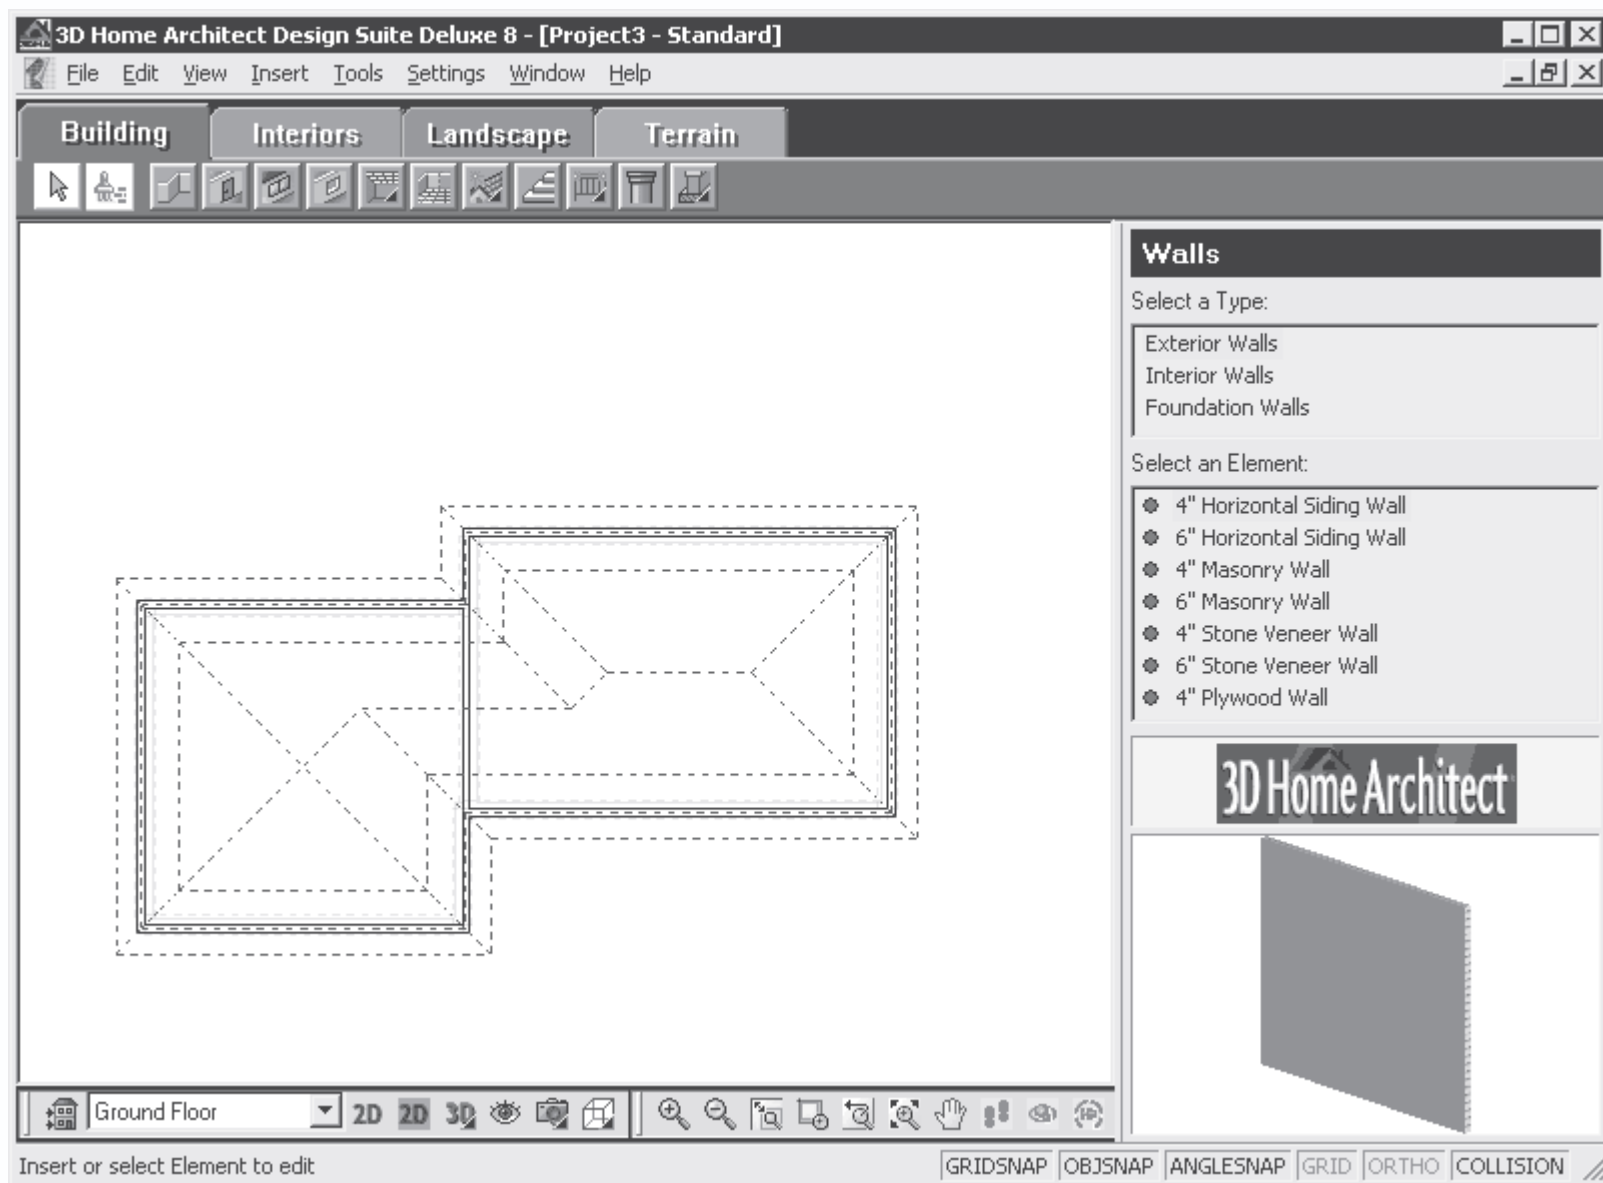 3D Home Architect Design Suite Deluxe 8 - [Project3 - Standard]
File Edit View Insert Tools Settings Window Help
Building Interiors Landscape Terrain
Walls
Select a Type:
Exterior Walls
Interior Walls
Foundation Walls
Select an Element:
4" Horizontal Siding Wall
6" Horizontal Siding Wall
4" Masonry Wall
6" Masonry Wall
4" Stone Veneer Wall
6" Stone Veneer Wall
4" Plywood Wall
3D Home Architect
Ground Floor 2D 2D 3D
Insert or select Element to edit GRIDSNAP OBJSNAP ANGLESNAP GRID ORTHO COLLISION